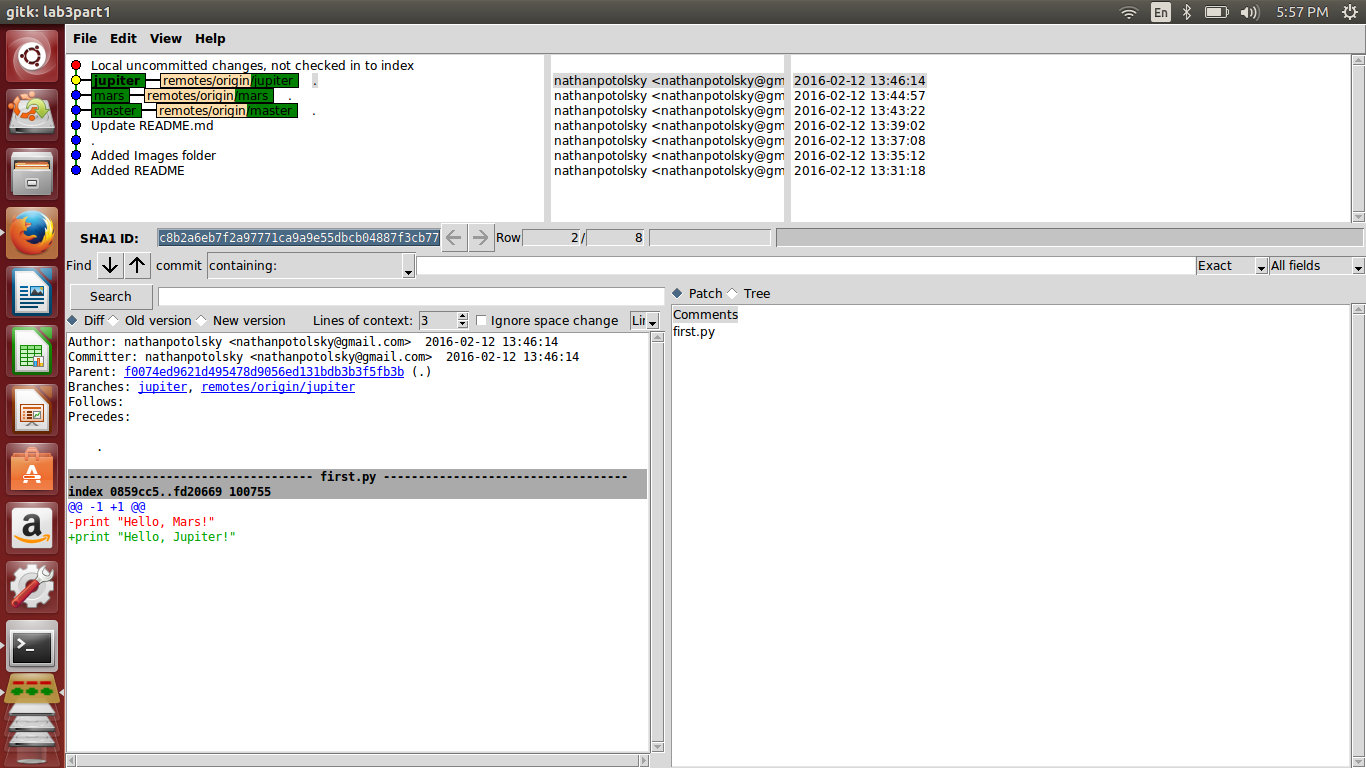 gitk: lab3part1 En 5:57 PM
File Edit View Help
Local uncommitted changes, not checked in to index
jupiter remotes/origin/jupiter . nathanpotolsky <nathanpotolsky@gm 2016-02-12 13:46:14
mars remotes/origin/mars . nathanpotolsky <nathanpotolsky@gm 2016-02-12 13:44:57
master remotes/origin/master . nathanpotolsky <nathanpotolsky@gm 2016-02-12 13:43:22
Update README.md nathanpotolsky <nathanpotolsky@gm 2016-02-12 13:39:02
. nathanpotolsky <nathanpotolsky@gm 2016-02-12 13:37:08
Added Images folder nathanpotolsky <nathanpotolsky@gm 2016-02-12 13:35:12
Added README nathanpotolsky <nathanpotolsky@gm 2016-02-12 13:31:18
SHA1 ID: c8b2a6eb7f2a97771ca9a9e55dbcb04887f3cb77 Row 2 / 8
Find commit containing: Exact All fields
Search
Patch Tree
Diff Old version New version Lines of context: 3 Ignore space change Lin
Comments
first.py
Author: nathanpotolsky <nathanpotolsky@gmail.com>  2016-02-12 13:46:14
Committer: nathanpotolsky <nathanpotolsky@gmail.com>  2016-02-12 13:46:14
Parent: f0074ed9621d495478d9056ed131bdb3b3f5fb3b (.)
Branches: jupiter, remotes/origin/jupiter
Follows:
Precedes:
.
----------------------------------- first.py -----------------------------------
index 0859cc5..fd20669 100755
@@ -1 +1 @@
-print "Hello, Mars!"
+print "Hello, Jupiter!"